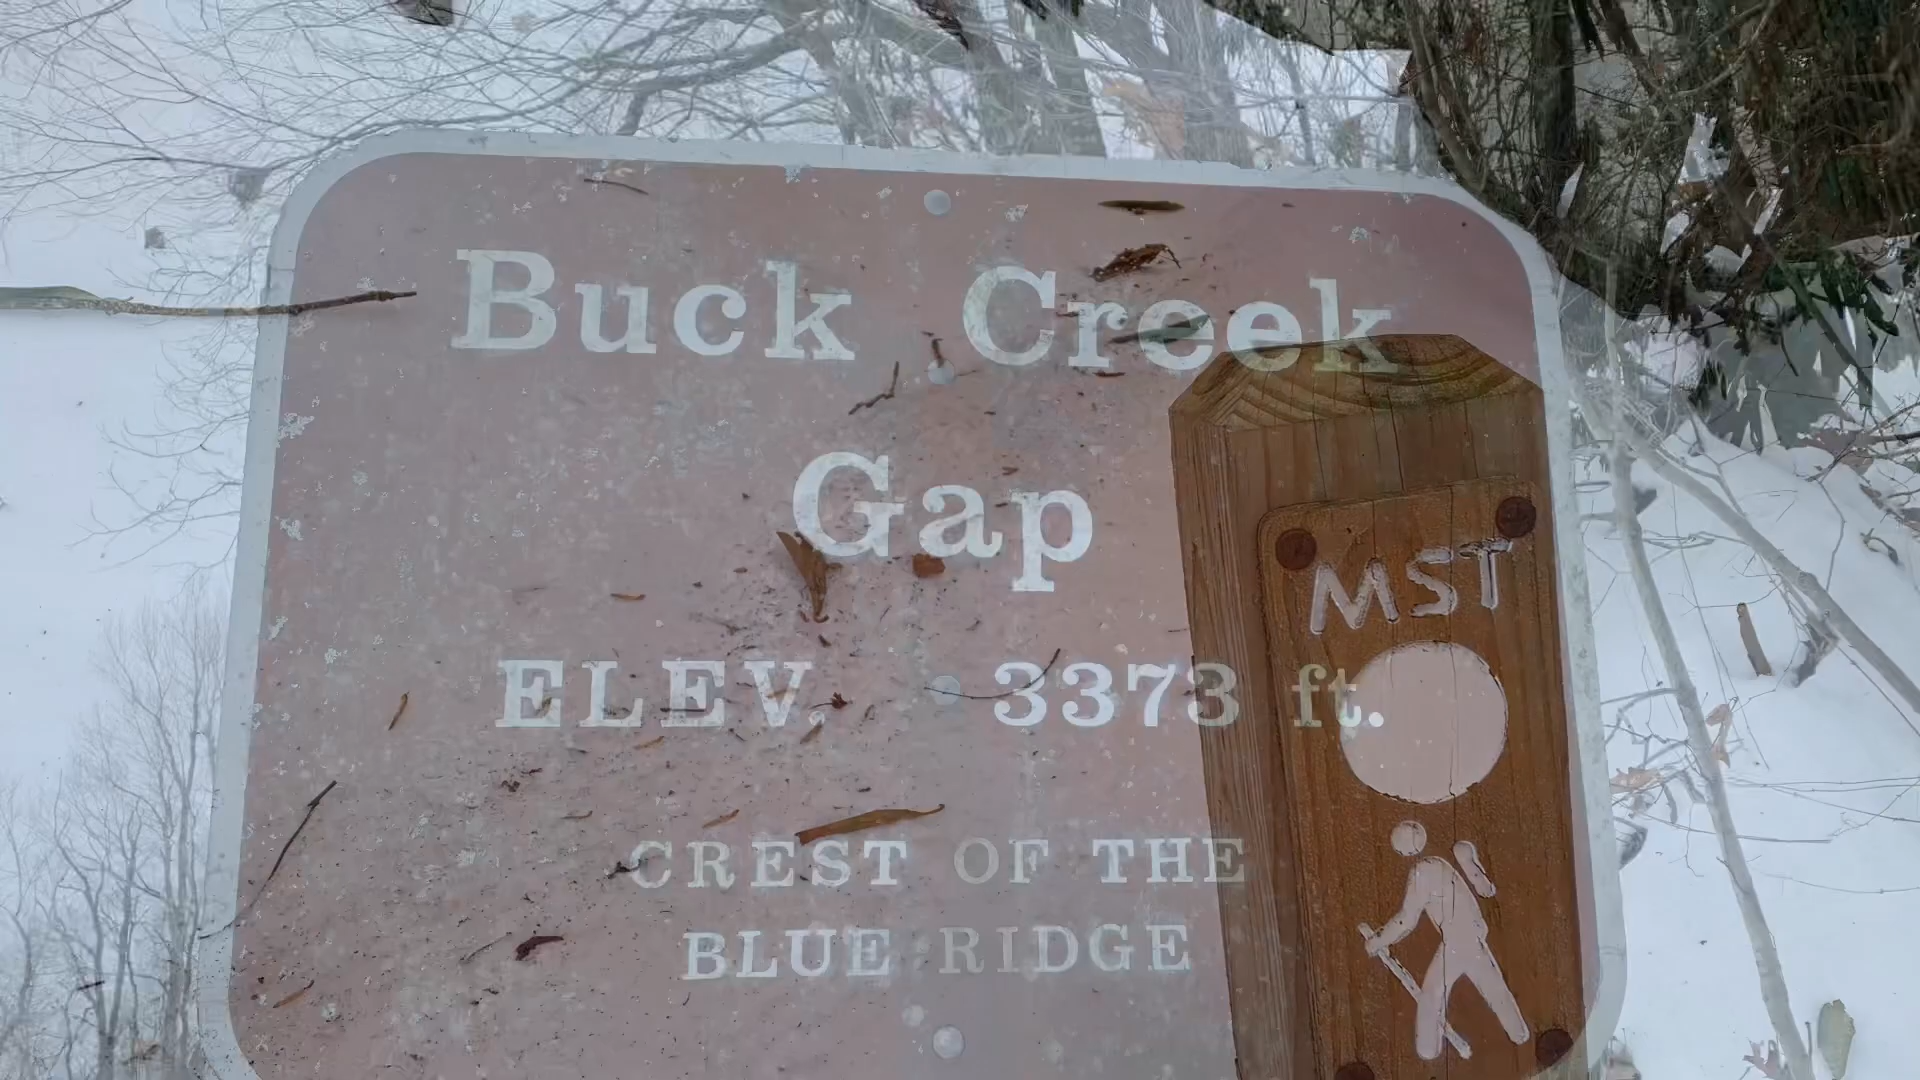 Buck Creek
Gap
ELEV. 3373 ft.
CREST OF THE
BLUE RIDGE
MST